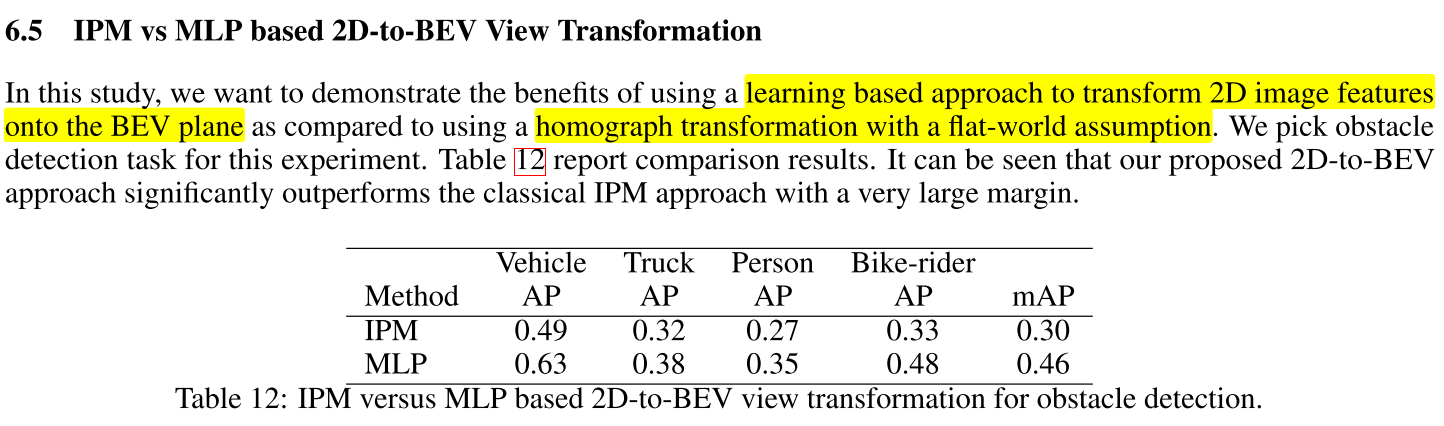 6.5 IPM vs MLP based 2D-to-BEV View Transformation
In this study, we want to demonstrate the benefits of using a learning based approach to transform 2D image features
onto the BEV plane as compared to using a homograph transformation with a flat-world assumption. We pick obstacle
detection task for this experiment. Table 12 report comparison results. It can be seen that our proposed 2D-to-BEV
approach significantly outperforms the classical IPM approach with a very large margin.
Vehicle Truck Person Bike-rider
Method AP AP AP AP mAP
IPM 0.49 0.32 0.27 0.33 0.30
MLP 0.63 0.38 0.35 0.48 0.46
Table 12: IPM versus MLP based 2D-to-BEV view transformation for obstacle detection.